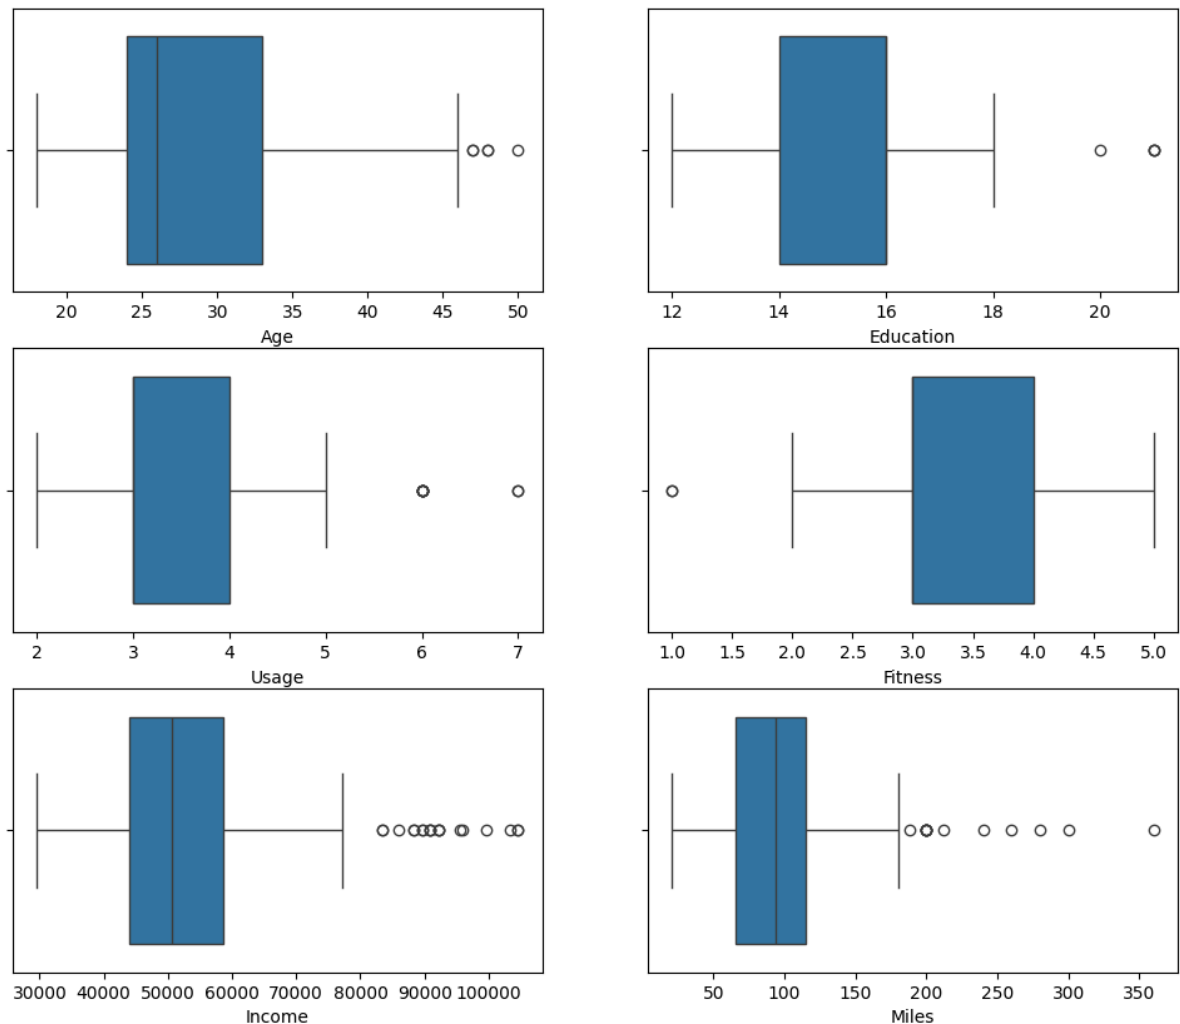 20 25 30 35 40 45 50
Age
12 14 16 18 20
Education
2 3 4 5 6 7
Usage
1.0 1.5 2.0 2.5 3.0 3.5 4.0 4.5 5.0
Fitness
30000 40000 50000 60000 70000 80000 90000 100000
Income
50 100 150 200 250 300 350
Miles